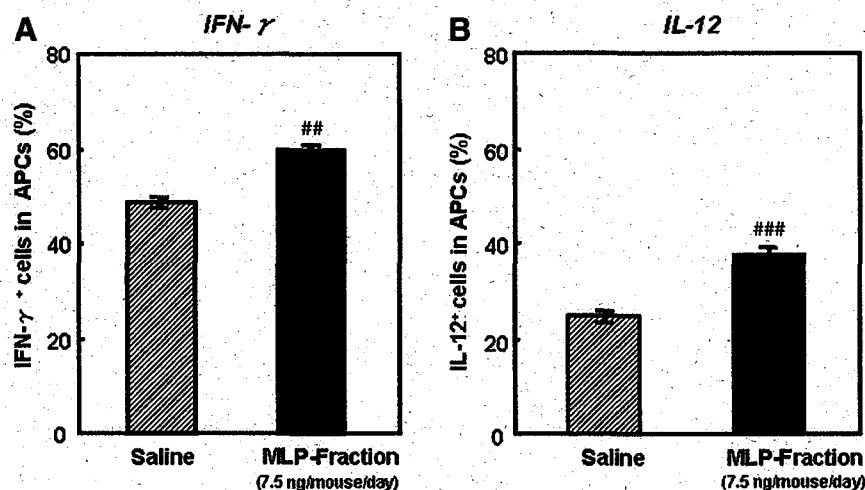 A
IFN-γ
80
60
40
20
0
IFN-γ + cells in APCs (%)
##
Saline
MLP-Fraction
(7.5 ng/mouse/day)
B
IL-12
80
60
40
20
0
IL-12+ cells in APCs (%)
###
Saline
MLP-Fraction
(7.5 ng/mouse/day)